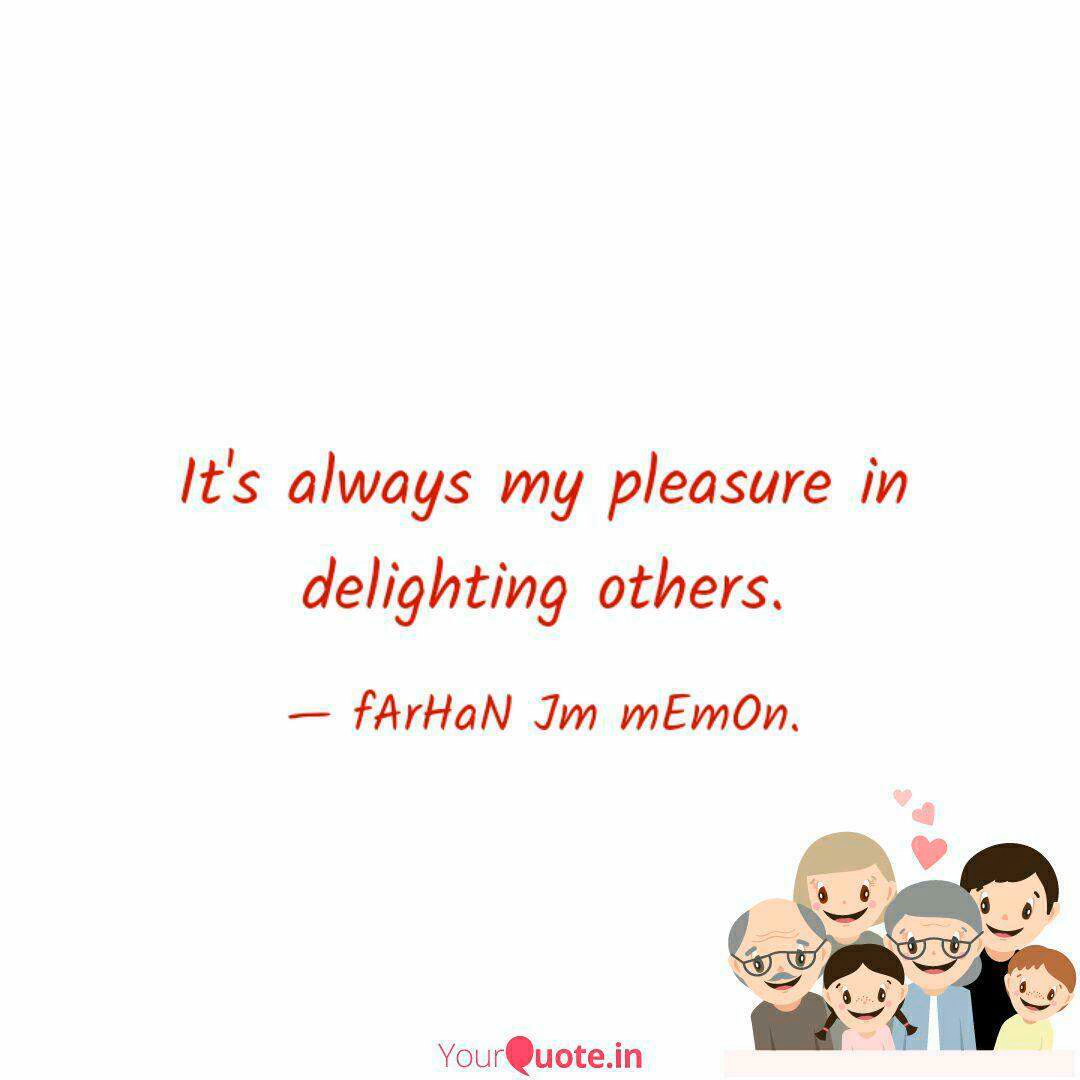 It's always my pleasure in
delighting others.
— fArHaN Jm mEmOn.
YourQuote.in